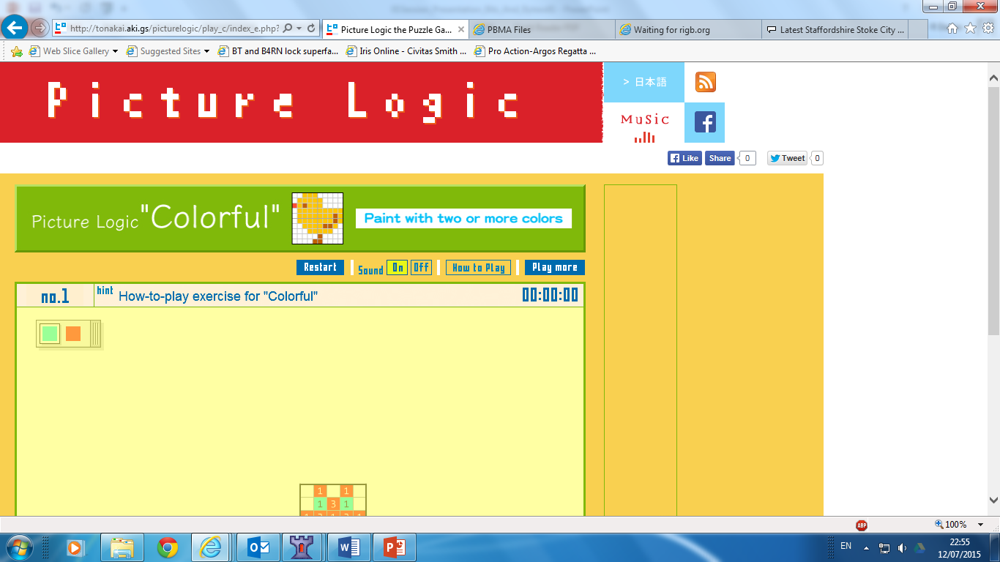 http://tonakai.aki.gs/picturelogic/play_c/index_e.php?
Picture Logic the Puzzle Ga...
PBMA Files
Waiting for rigb.org
Latest Staffordshire Stoke City ...
Web Slice Gallery
Suggested Sites
BT and B4RN lock superfa...
Iris Online - Civitas Smith ...
Pro Action-Argos Regatta ...
Picture Logic
> 日本語
MuSic
Like
Share
0
Tweet
0
Picture Logic "Colorful"
Paint with two or more colors
Restart
Sound On Off
How to Play
Play more
no.1
hint How-to-play exercise for "Colorful"
00:00:00
1 1
1 3 1
ABP
100%
EN
22:55
12/07/2015